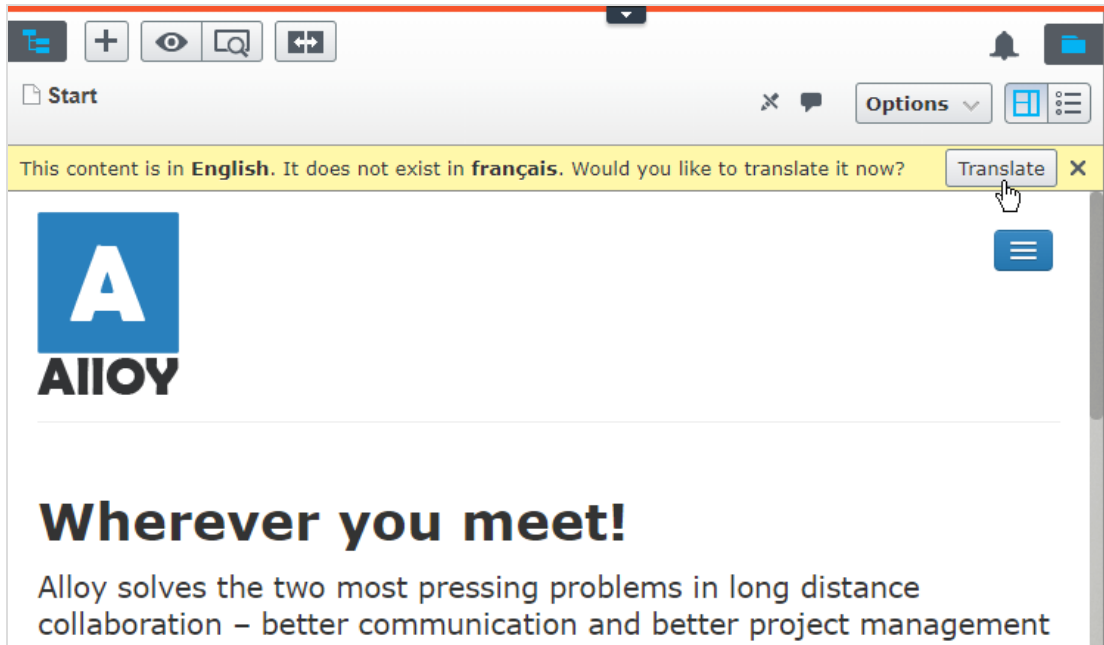 Start
Options
This content is in English. It does not exist in français. Would you like to translate it now? Translate
A
AllOY
Wherever you meet!
Alloy solves the two most pressing problems in long distance
collaboration – better communication and better project management